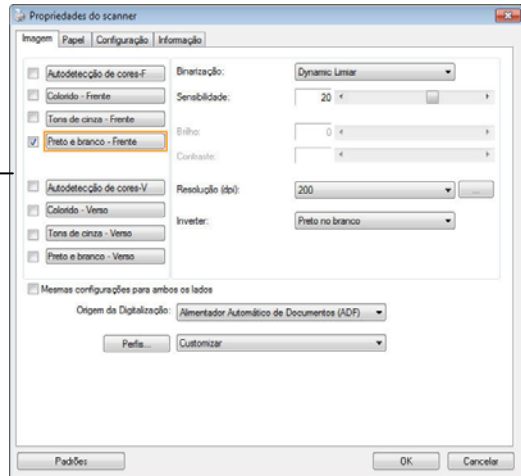 Propriedades do scanner
Imagem Papel Configuração Informação
Autodetecção de cores-F
Colorido - Frente
Tons de cinza - Frente
Preto e branco - Frente
Autodetecção de cores-V
Colorido - Verso
Tons de cinza - Verso
Preto e branco - Verso
Binarização: Dynamic Limiar
Sensibilidade: 20
Brilho: 0
Contraste:
Resolução (dpi): 200 ...
Inverter: Preto no branco
Mesmas configurações para ambos os lados
Origem da Digitalização: Alimentador Automático de Documentos (ADF)
Perfis... Customizar
Padrões OK Cancelar